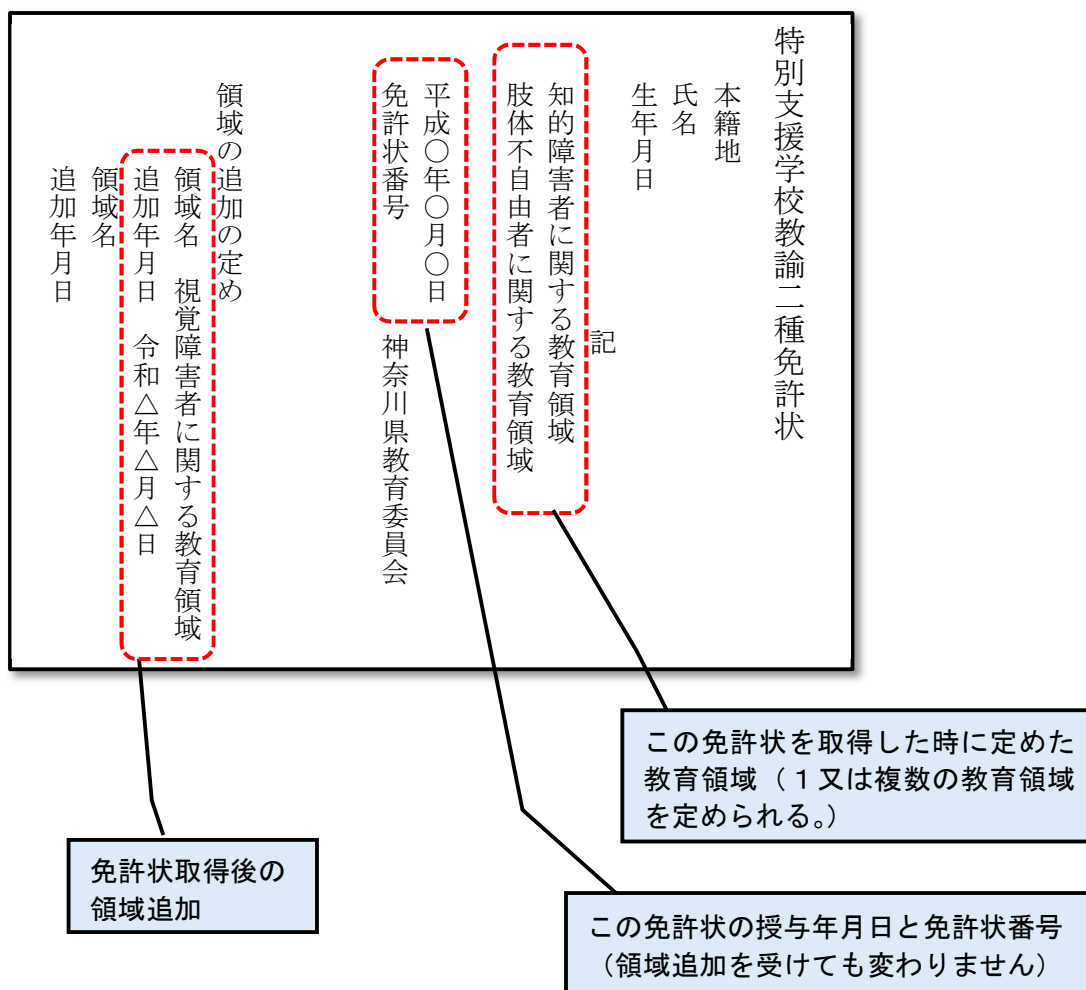 特別支援学校教諭二種免許状
本籍地
氏名
生年月日
記
知的障害者に関する教育領域
肢体不自由者に関する教育領域
平成〇年〇月〇日
免許状番号　神奈川県教育委員会
領域の追加の定め
領域名　視覚障害者に関する教育領域
追加年月日　令和△年△月△日
領域名
追加年月日
この免許状を取得した時に定めた
教育領域（１又は複数の教育領域
を定められる。）
免許状取得後の
領域追加
この免許状の授与年月日と免許状番号
（領域追加を受けても変わりません）